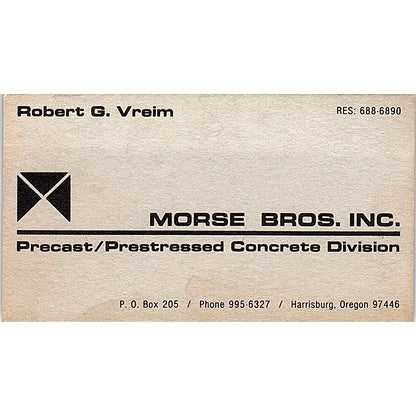 Robert G. Vreim
RES: 688-6890
MORSE BROS. INC.
Precast/Prestressed Concrete Division
P. O. Box 205 / Phone 995-6327 / Harrisburg, Oregon 97446